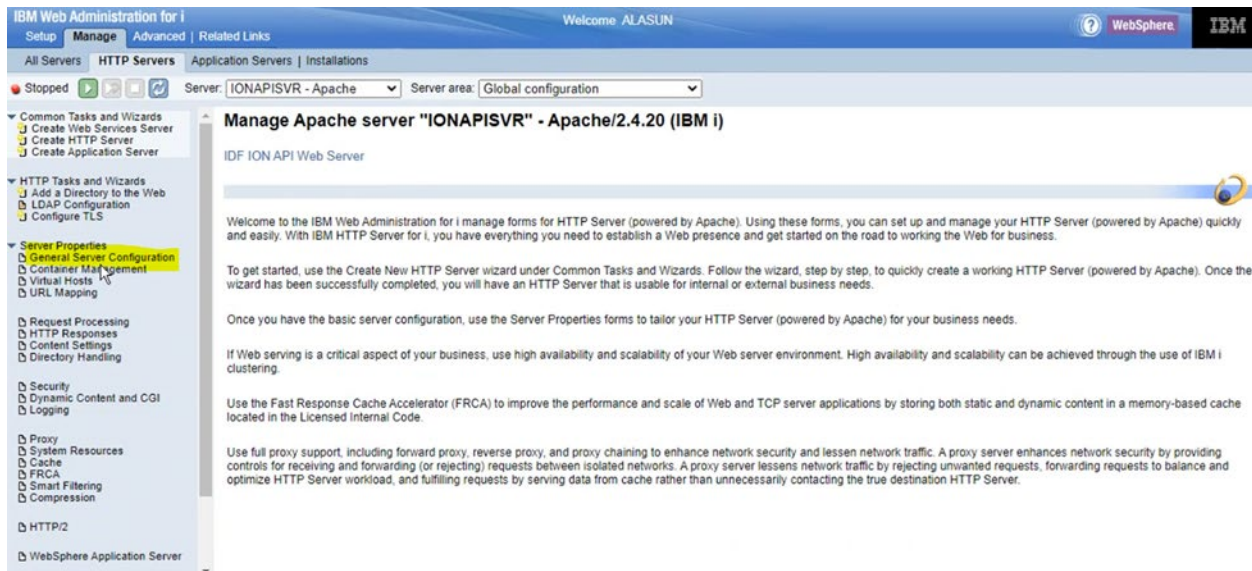 IBM Web Administration for i
Welcome ALASUN
? WebSphere. IBM
Setup Manage Advanced | Related Links
All Servers HTTP Servers Application Servers | Installations
Stopped Server: IONAPISVR - Apache Server area: Global configuration
Common Tasks and Wizards
Create Web Services Server
Create HTTP Server
Create Application Server
HTTP Tasks and Wizards
Add a Directory to the Web
LDAP Configuration
Configure TLS
Server Properties
General Server Configuration
Container Management
Virtual Hosts
URL Mapping
Request Processing
HTTP Responses
Content Settings
Directory Handling
Security
Dynamic Content and CGI
Logging
Proxy
System Resources
Cache
FRCA
Smart Filtering
Compression
HTTP/2
WebSphere Application Server
Manage Apache server "IONAPISVR" - Apache/2.4.20 (IBM i)
IDF ION API Web Server
Welcome to the IBM Web Administration for i manage forms for HTTP Server (powered by Apache). Using these forms, you can set up and manage your HTTP Server (powered by Apache) quickly
and easily. With IBM HTTP Server for i, you have everything you need to establish a Web presence and get started on the road to working the Web for business.
To get started, use the Create New HTTP Server wizard under Common Tasks and Wizards. Follow the wizard, step by step, to quickly create a working HTTP Server (powered by Apache). Once the
wizard has been successfully completed, you will have an HTTP Server that is usable for internal or external business needs.
Once you have the basic server configuration, use the Server Properties forms to tailor your HTTP Server (powered by Apache) for your business needs.
If Web serving is a critical aspect of your business, use high availability and scalability of your Web server environment. High availability and scalability can be achieved through the use of IBM i
clustering.
Use the Fast Response Cache Accelerator (FRCA) to improve the performance and scale of Web and TCP server applications by storing both static and dynamic content in a memory-based cache
located in the Licensed Internal Code.
Use full proxy support, including forward proxy, reverse proxy, and proxy chaining to enhance network security and lessen network traffic. A proxy server enhances network security by providing
controls for receiving and forwarding (or rejecting) requests between isolated networks. A proxy server lessens network traffic by rejecting unwanted requests, forwarding requests to balance and
optimize HTTP Server workload, and fulfilling requests by serving data from cache rather than unnecessarily contacting the true destination HTTP Server.